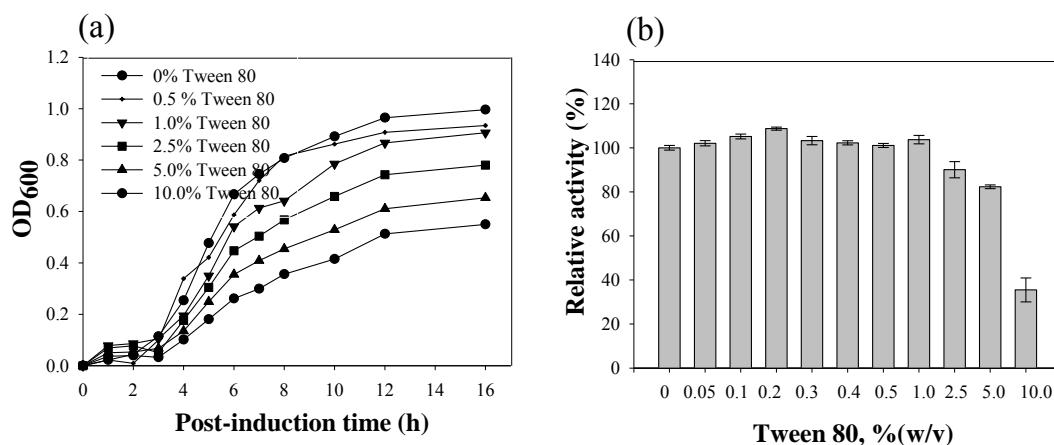 (a)
1.2
1.0
0.8
0.6
0.4
0.2
0.0
OD600
0% Tween 80
0.5 % Tween 80
1.0% Tween 80
2.5% Tween 80
5.0% Tween 80
10.0% Tween 80
0 2 4 6 8 10 12 14 16
Post-induction time (h)
(b)
140
120
100
80
60
40
20
0
Relative activity (%)
0 0.05 0.1 0.2 0.3 0.4 0.5 1.0 2.5 5.0 10.0
Tween 80, %(w/v)